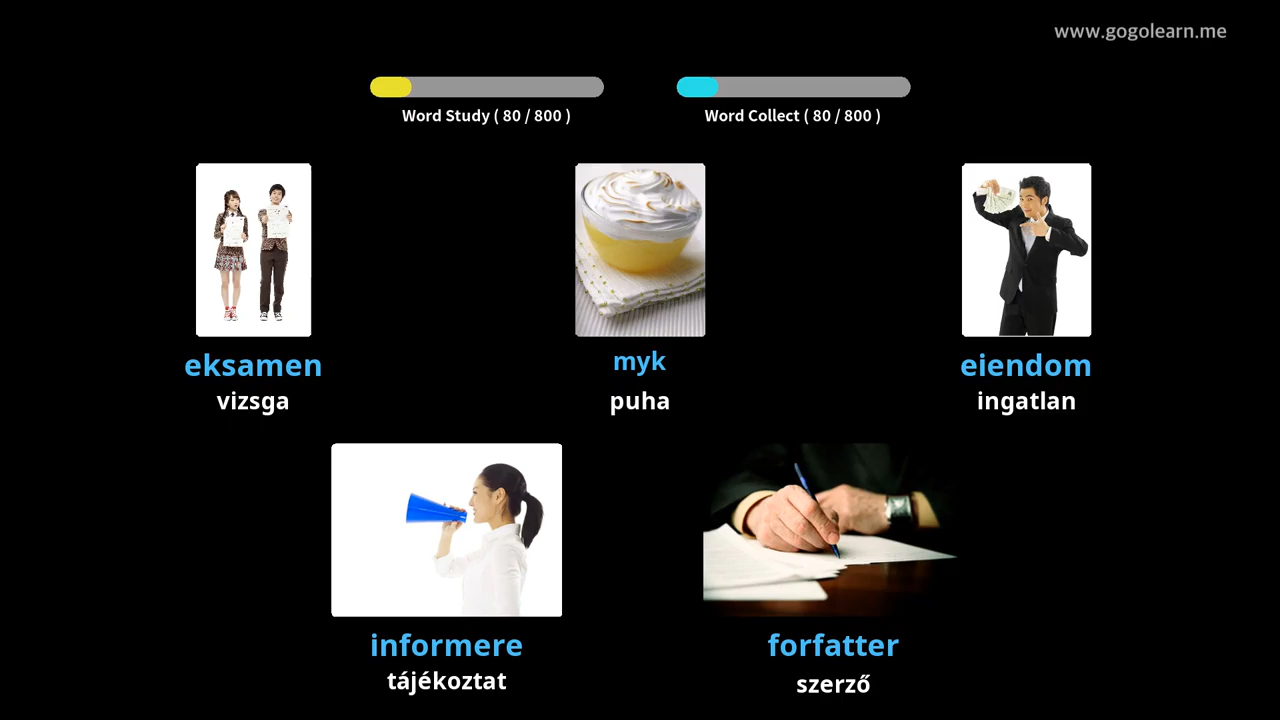 www.gogolearn.me
Word Study ( 80 / 800 )
Word Collect ( 80 / 800 )
eksamen
vizsga
myk
puha
eiendom
ingatlan
informere
tájékoztat
forfatter
szerző